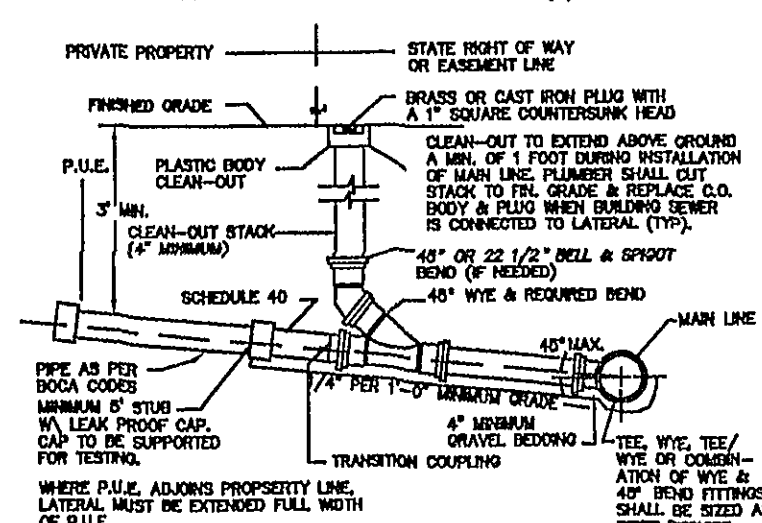 PRIVATE PROPERTY
STATE RIGHT OF WAY
OR EASEMENT LINE
FINISHED GRADE
BRASS OR CAST IRON PLUG WITH
A 1" SQUARE COUNTERSUNK HEAD
P.U.E.
PLASTIC BODY
CLEAN-OUT
CLEAN-OUT TO EXTEND ABOVE GROUND
A MIN. OF 1 FOOT DURING INSTALLATION
OF MAIN LINE. PLUMBER SHALL CUT
STACK TO FIN. GRADE & REPLACE C.O.
BODY & PLUG WHEN BUILDING SEWER
IS CONNECTED TO LATERAL (TYP).
3' MIN.
CLEAN-OUT STACK
(4" MINIMUM)
45° OR 22 1/2° BELL & SPIGOT
BEND (IF NEEDED)
SCHEDULE 40
45° WYE & REQUIRED BEND
MAIN LINE
45° MAX.
PIPE AS PER
BOCA CODES
1/4" PER 1'-0" MINIMUM GRADE
MINIMUM 5' STUB
W\ LEAK PROOF CAP.
CAP TO BE SUPPORTED
FOR TESTING.
4" MINIMUM
GRAVEL BEDDING
TRANSITION COUPLING
TEE, WYE, TEE/
WYE OR COMBIN-
ATION OF WYE &
45° BEND FITTINGS
SHALL BE SIZED A
WHERE P.U.E. ADJOINS PROPSERTY LINE,
LATERAL MUST BE EXTENDED FULL WIDTH
OF P.U.E.